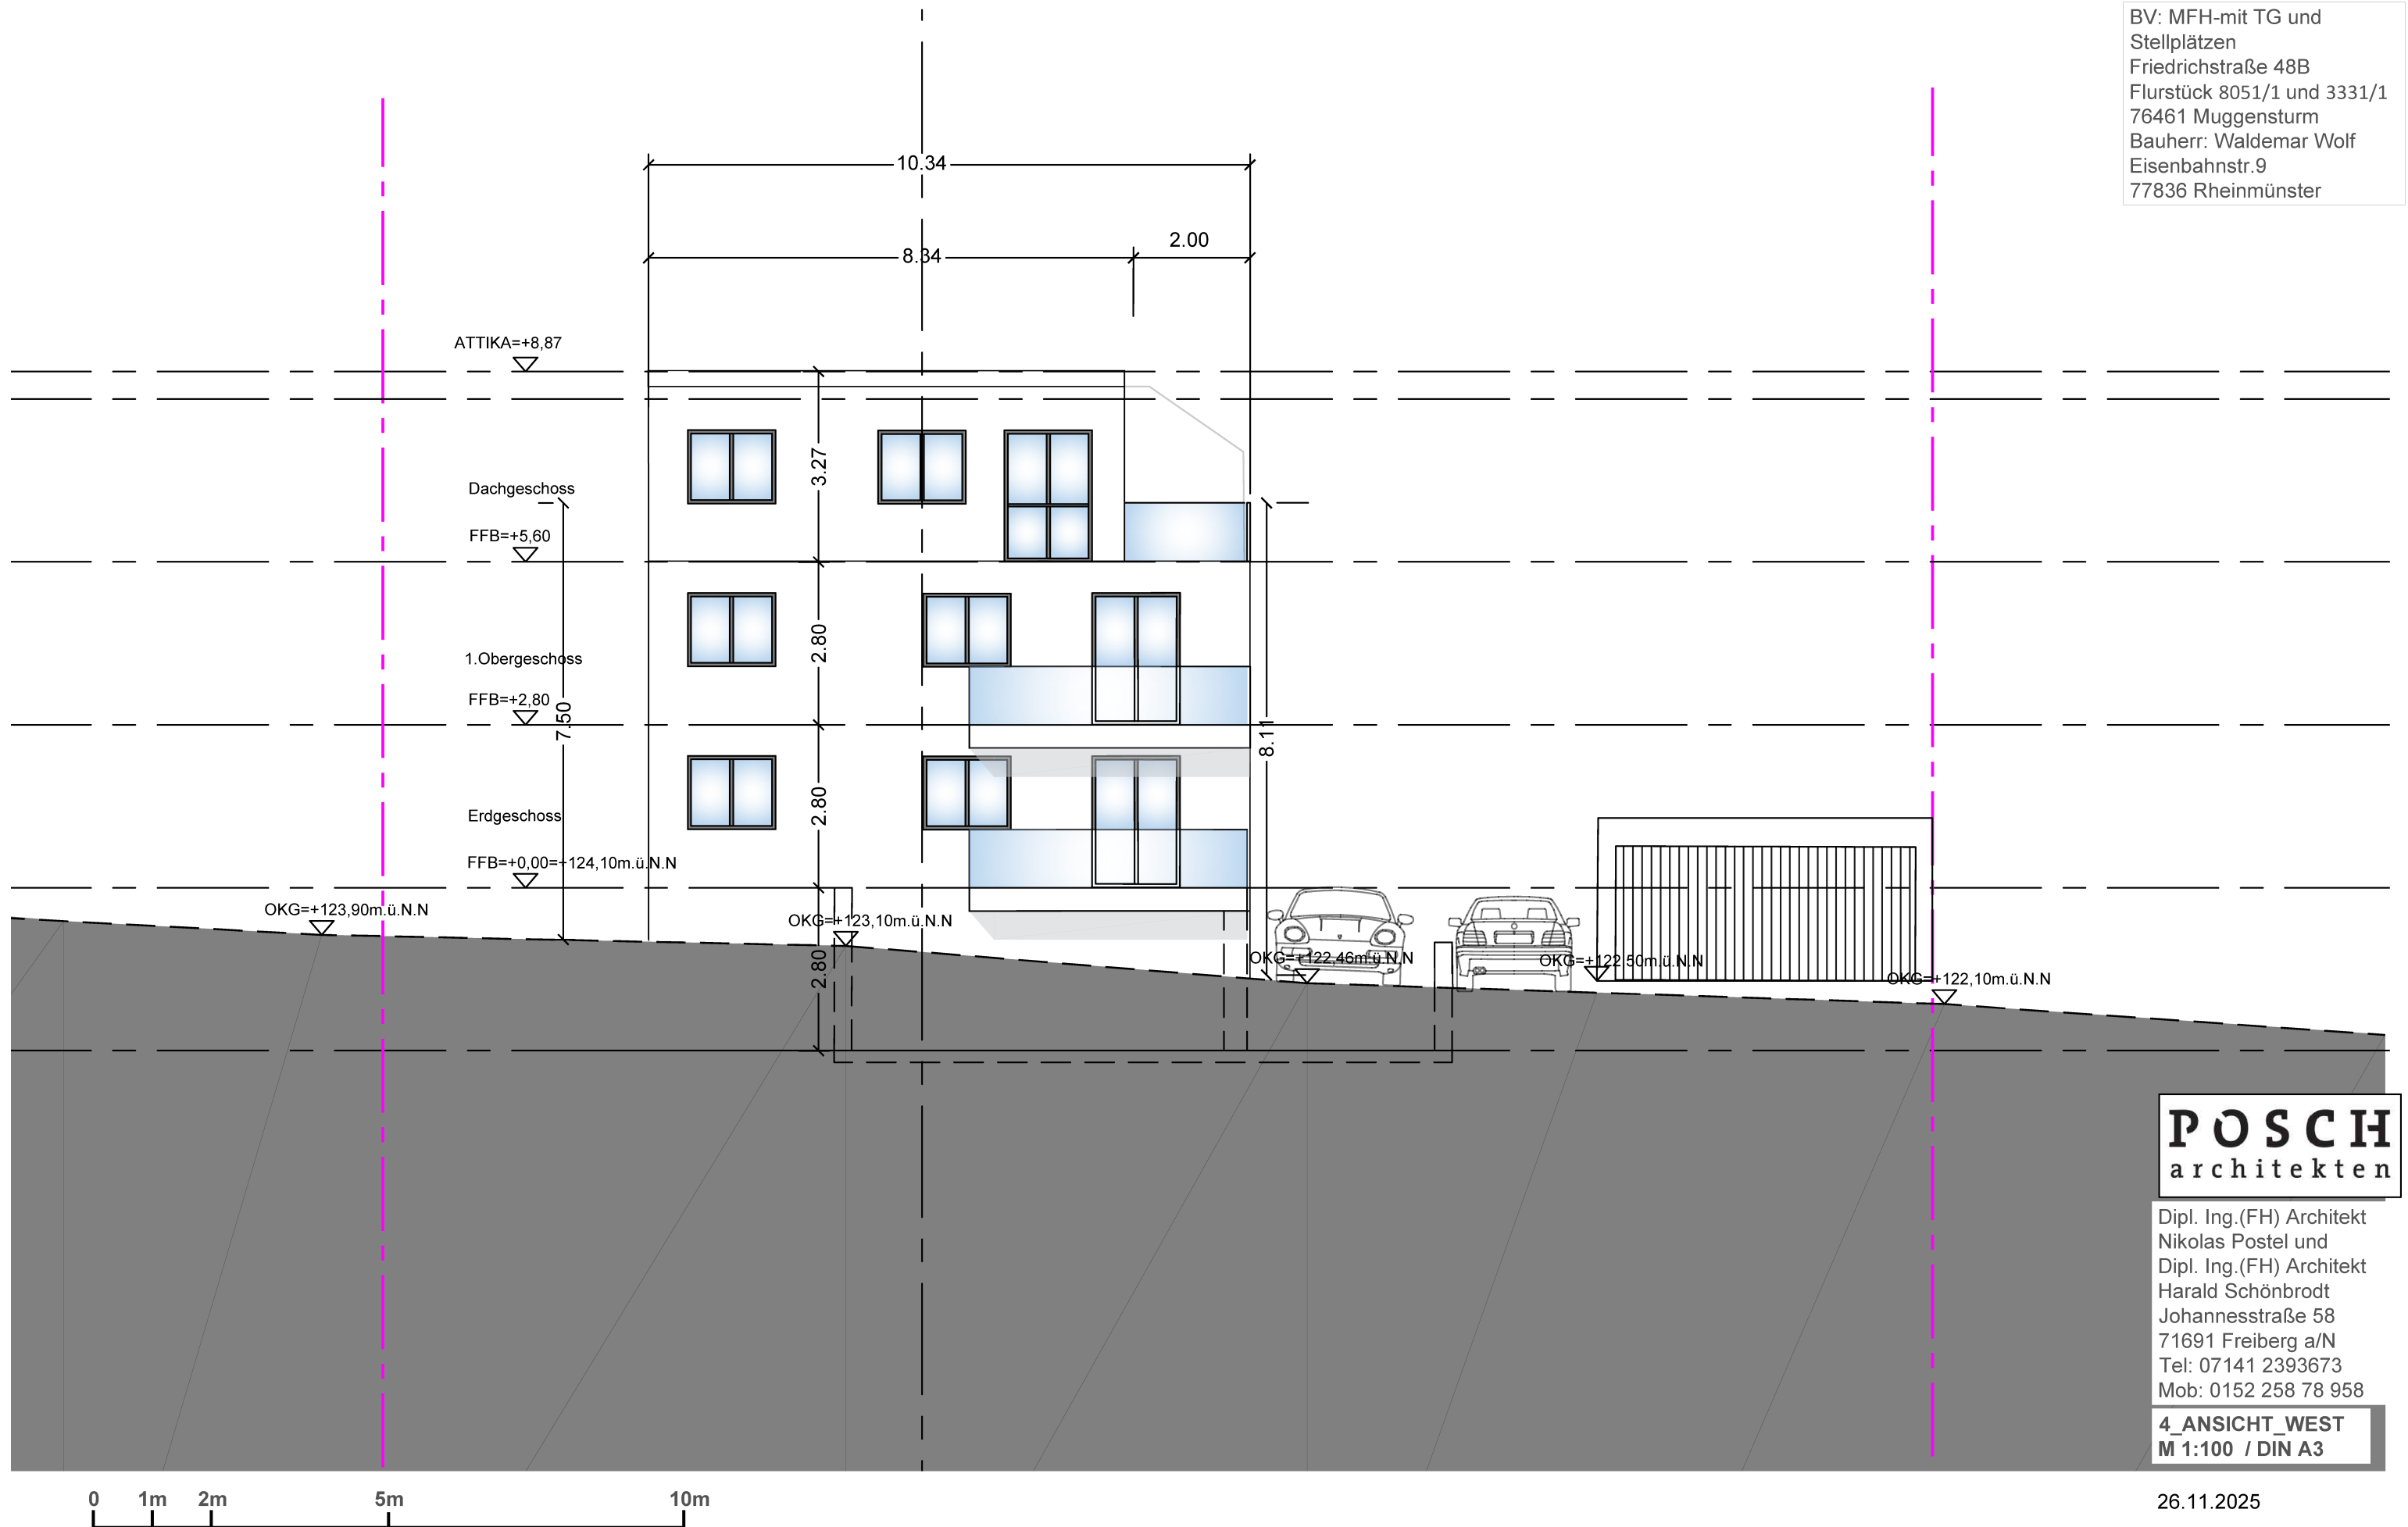 BV: MFH-mit TG und
Stellplätzen
Friedrichstraße 48B
Flurstück 8051/1 und 3331/1
76461 Muggensturm
Bauherr: Waldemar Wolf
Eisenbahnstr.9
77836 Rheinmünster
10.34
8.34
2.00
ATTIKA=+8,87
3.27
Dachgeschoss
FFB=+5,60
2.80
1.Obergeschoss
FFB=+2,80
7.50
8.11
2.80
Erdgeschoss
FFB=+0,00=+124,10m.ü.N.N
OKG=+123,90m.ü.N.N
OKG=+123,10m.ü.N.N
2.80
OKG=+122,46m.ü.N.N
OKG=+122,50m.ü.N.N
OKG=+122,10m.ü.N.N
POSCH
architekten
Dipl. Ing.(FH) Architekt
Nikolas Postel und
Dipl. Ing.(FH) Architekt
Harald Schönbrodt
Johannesstraße 58
71691 Freiberg a/N
Tel: 07141 2393673
Mob: 0152 258 78 958
4_ANSICHT_WEST
M 1:100 / DIN A3
0 1m 2m 5m 10m
26.11.2025